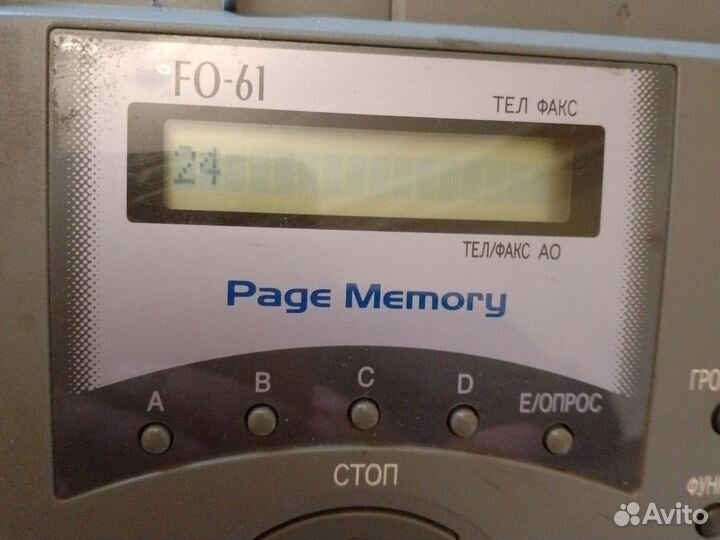 FO-61
ТЕЛ ФАКС
24
ТЕЛ/ФАКС АО
Page Memory
A B C D Е/ОПРОС
СТОП
Avito